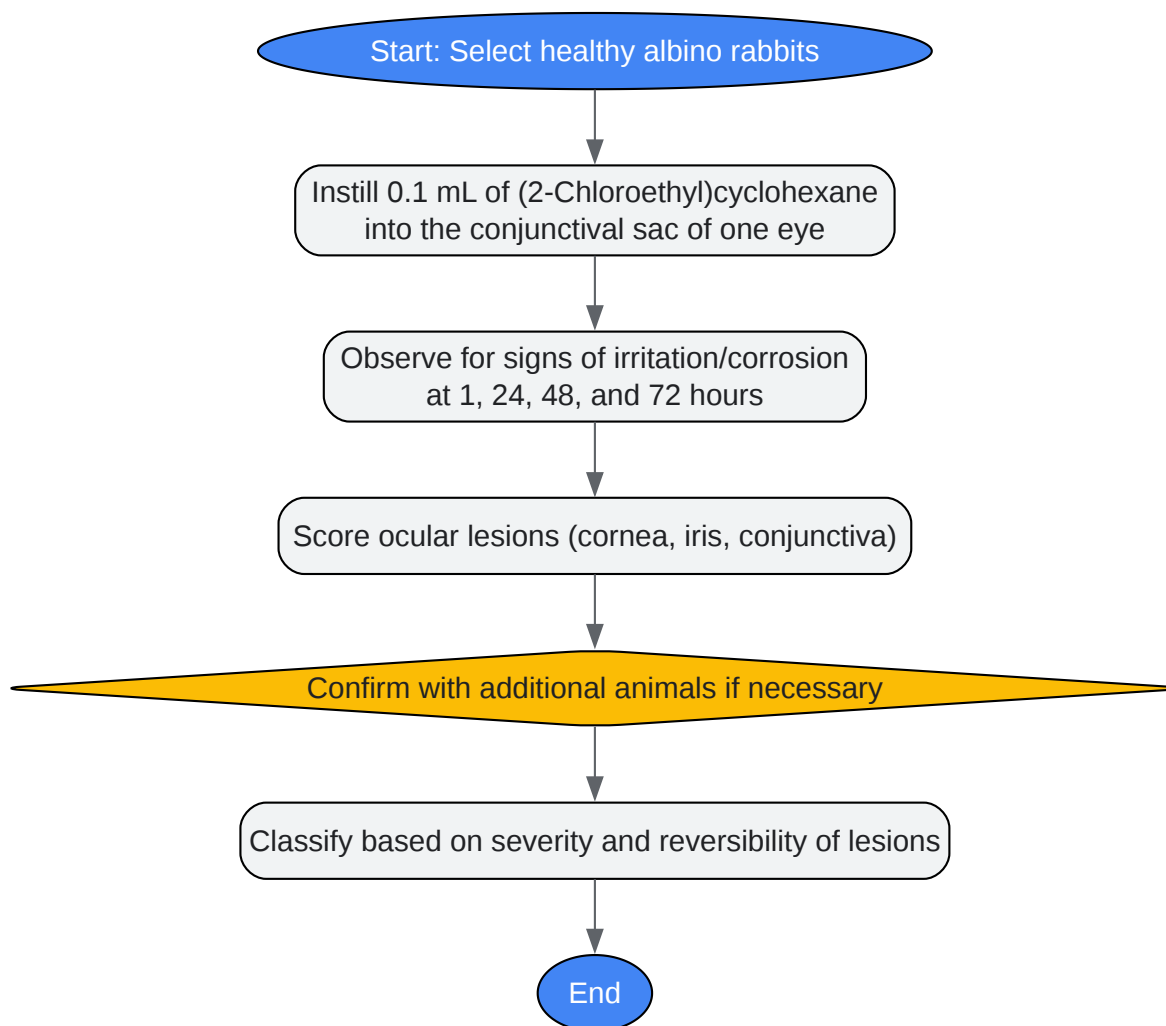 Start: Select healthy albino rabbits
Instill 0.1 mL of (2-Chloroethyl)cyclohexane
into the conjunctival sac of one eye
Observe for signs of irritation/corrosion
at 1, 24, 48, and 72 hours
Score ocular lesions (cornea, iris, conjunctiva)
Confirm with additional animals if necessary
Classify based on severity and reversibility of lesions
End